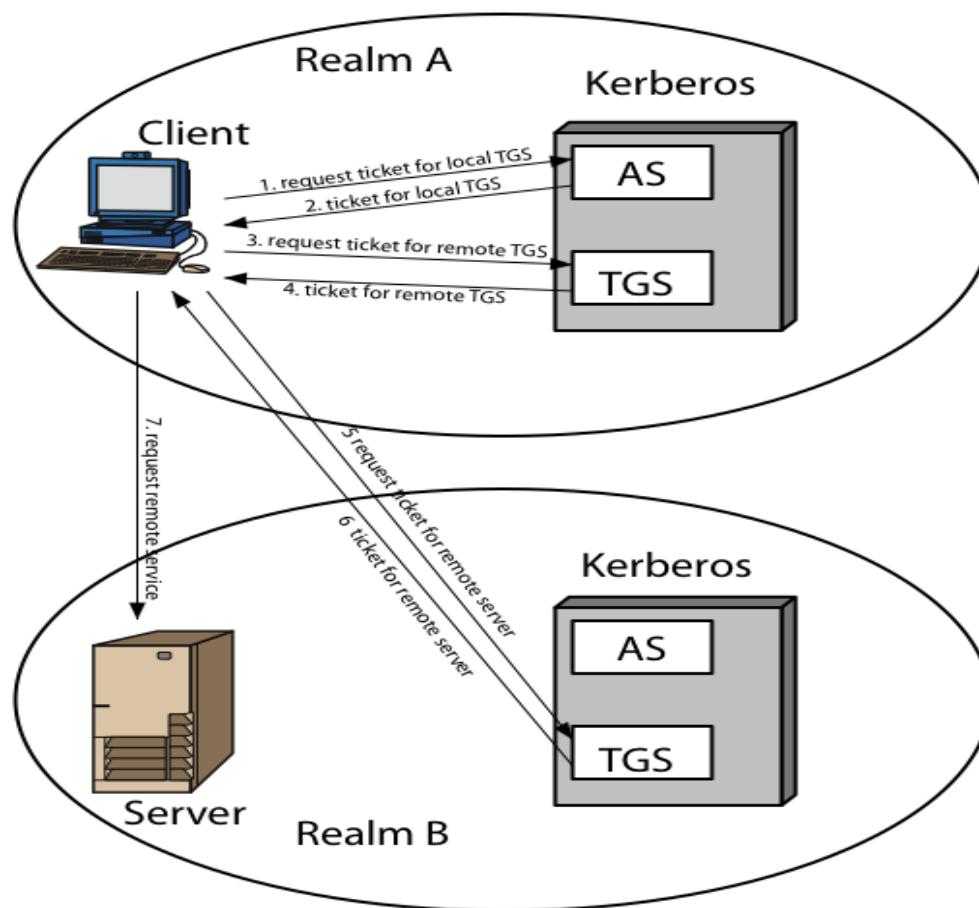 Realm A
Kerberos
Client
AS
1. request ticket for local TGS
2. ticket for local TGS
3. request ticket for remote TGS
TGS
4. ticket for remote TGS
5 request ticket for remote server
6 ticket for remote server
7. request remote service
Kerberos
AS
TGS
Server
Realm B